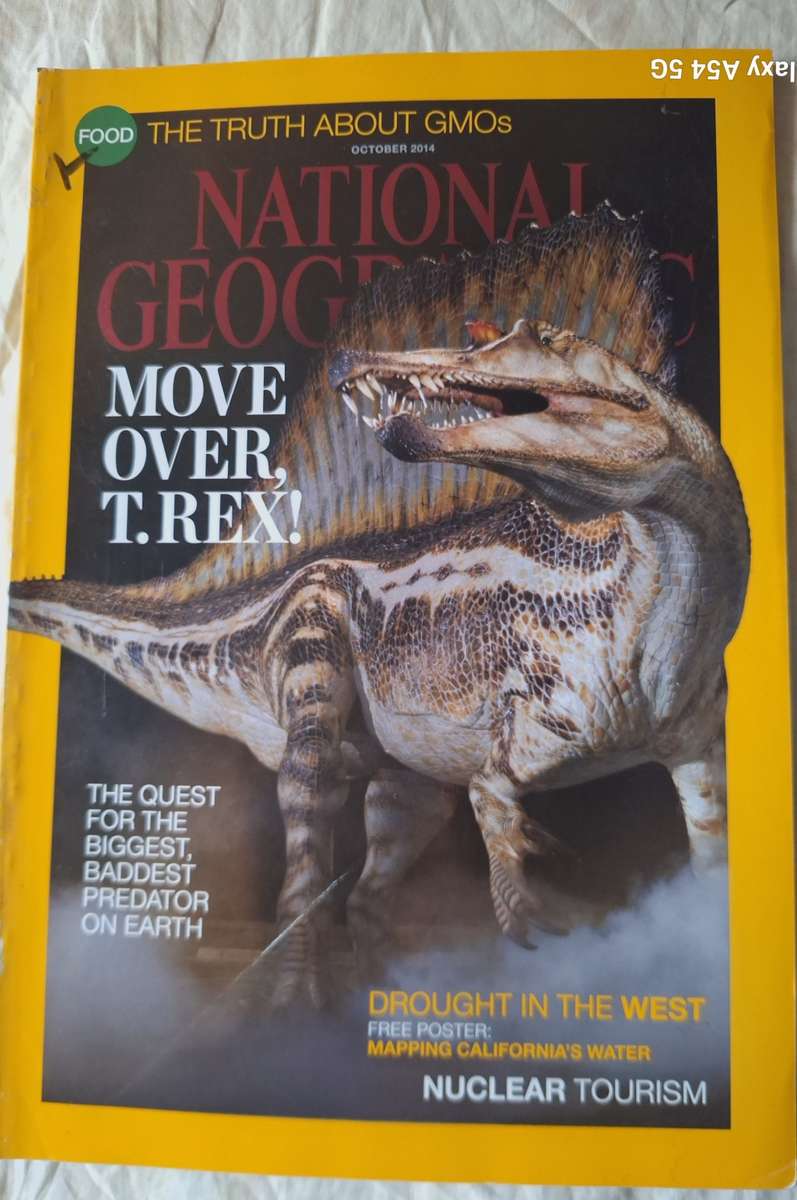 laxy A54 5G
FOOD THE TRUTH ABOUT GMOs
OCTOBER 2014
NATIONAL
GEOGRAPHIC
MOVE
OVER,
T. REX!
THE QUEST
FOR THE
BIGGEST,
BADDEST
PREDATOR
ON EARTH
DROUGHT IN THE WEST
FREE POSTER:
MAPPING CALIFORNIA'S WATER
NUCLEAR TOURISM